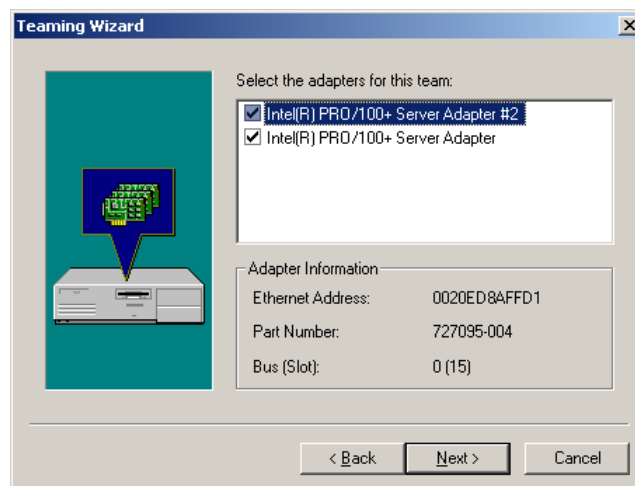 Teaming Wizard
Select the adapters for this team:
Intel(R) PRO/100+ Server Adapter #2
Intel(R) PRO/100+ Server Adapter
Adapter Information
Ethernet Address: 0020ED8AFFD1
Part Number: 727095-004
Bus (Slot): 0 (15)
< Back Next > Cancel